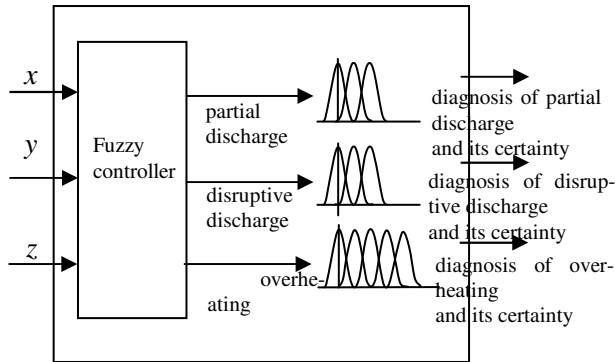 x
y
z
Fuzzy
controller
partial
discharge
disruptive
discharge
overhe-
ating
diagnosis of partial
discharge
and its certainty
diagnosis of disrup-
tive discharge
and its certainty
diagnosis of over-
heating
and its certainty